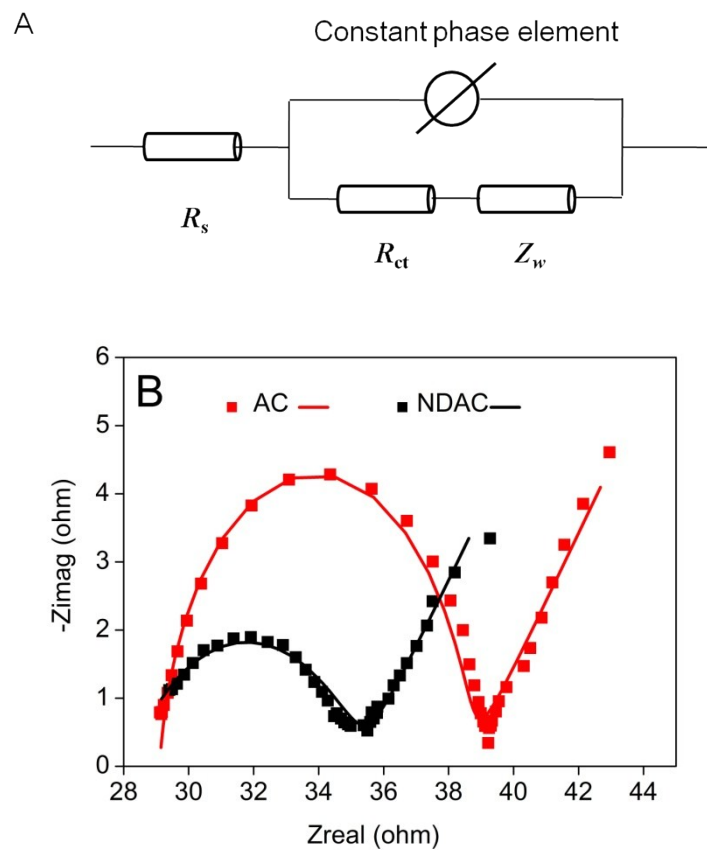 A
Constant phase element
Rs
Rct
Zw
B
AC
NDAC
6
5
4
3
2
1
0
-Zimag (ohm)
28 30 32 34 36 38 40 42 44
Zreal (ohm)